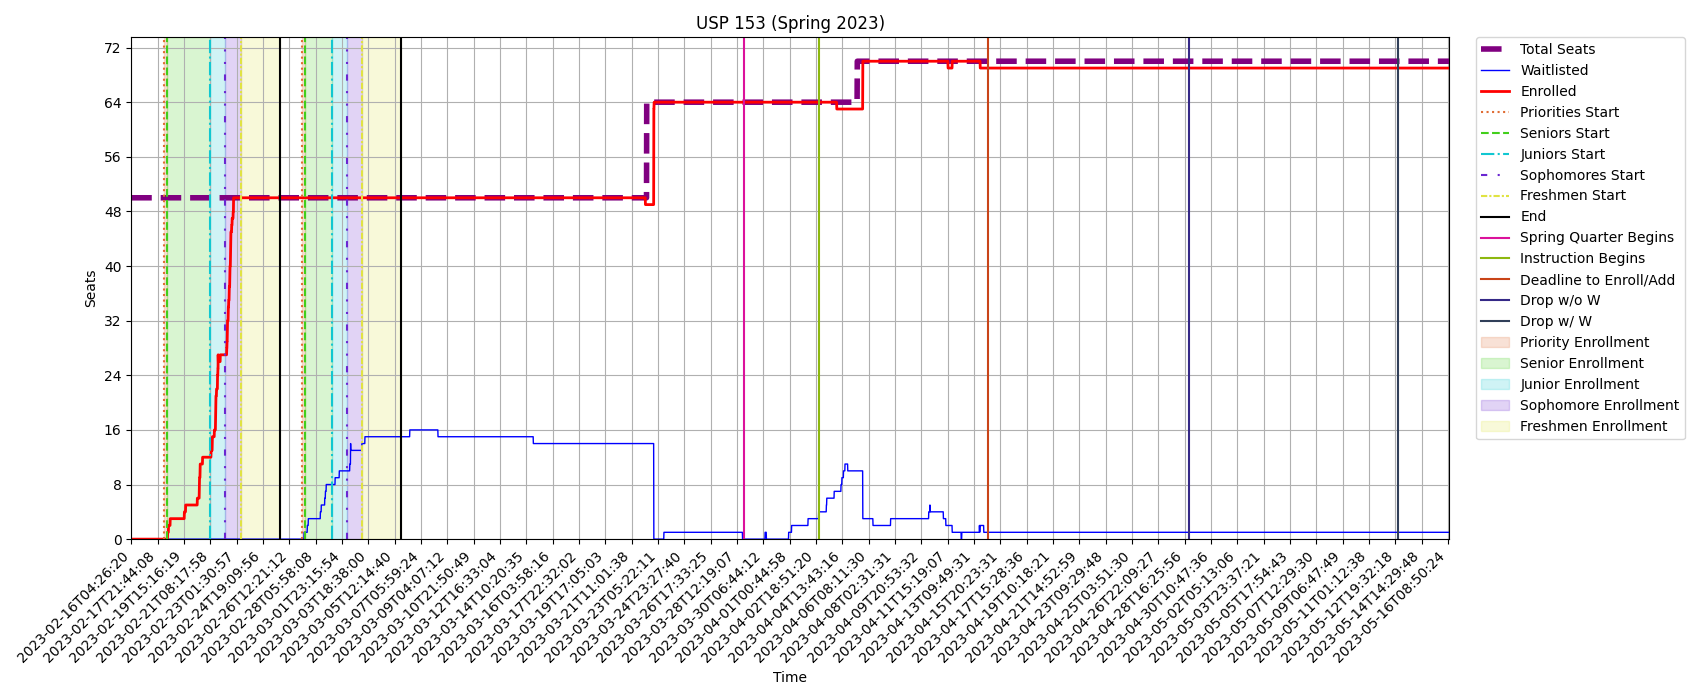 USP 153 (Spring 2023)
72
64
56
48
40
32
24
16
8
0
Seats
2023-02-16T04:26:20
2023-02-17T21:44:08
2023-02-19T15:16:19
2023-02-21T08:17:58
2023-02-23T01:30:57
2023-02-24T19:09:56
2023-02-26T12:21:12
2023-02-28T05:58:08
2023-03-01T23:15:54
2023-03-03T18:38:00
2023-03-05T12:14:40
2023-03-07T05:59:24
2023-03-09T04:07:12
2023-03-10T21:50:49
2023-03-12T16:33:04
2023-03-14T10:20:35
2023-03-16T03:58:16
2023-03-17T22:32:02
2023-03-19T17:05:03
2023-03-21T11:01:38
2023-03-23T05:22:11
2023-03-24T23:27:40
2023-03-26T17:33:25
2023-03-28T12:19:07
2023-03-30T06:44:12
2023-04-01T00:44:58
2023-04-02T18:51:20
2023-04-04T13:43:16
2023-04-06T08:11:30
2023-04-08T02:31:31
2023-04-09T20:53:32
2023-04-11T15:19:07
2023-04-13T09:49:31
2023-04-15T20:23:31
2023-04-17T15:28:36
2023-04-19T10:18:21
2023-04-21T14:52:59
2023-04-23T09:29:48
2023-04-25T03:51:30
2023-04-26T22:09:27
2023-04-28T16:25:56
2023-04-30T10:47:36
2023-05-02T05:13:06
2023-05-03T23:37:21
2023-05-05T17:54:43
2023-05-07T12:29:30
2023-05-09T06:47:49
2023-05-11T01:12:38
2023-05-12T19:32:18
2023-05-14T14:29:48
2023-05-16T08:50:24
Time
Total Seats
Waitlisted
Enrolled
Priorities Start
Seniors Start
Juniors Start
Sophomores Start
Freshmen Start
End
Spring Quarter Begins
Instruction Begins
Deadline to Enroll/Add
Drop w/o W
Drop w/ W
Priority Enrollment
Senior Enrollment
Junior Enrollment
Sophomore Enrollment
Freshmen Enrollment